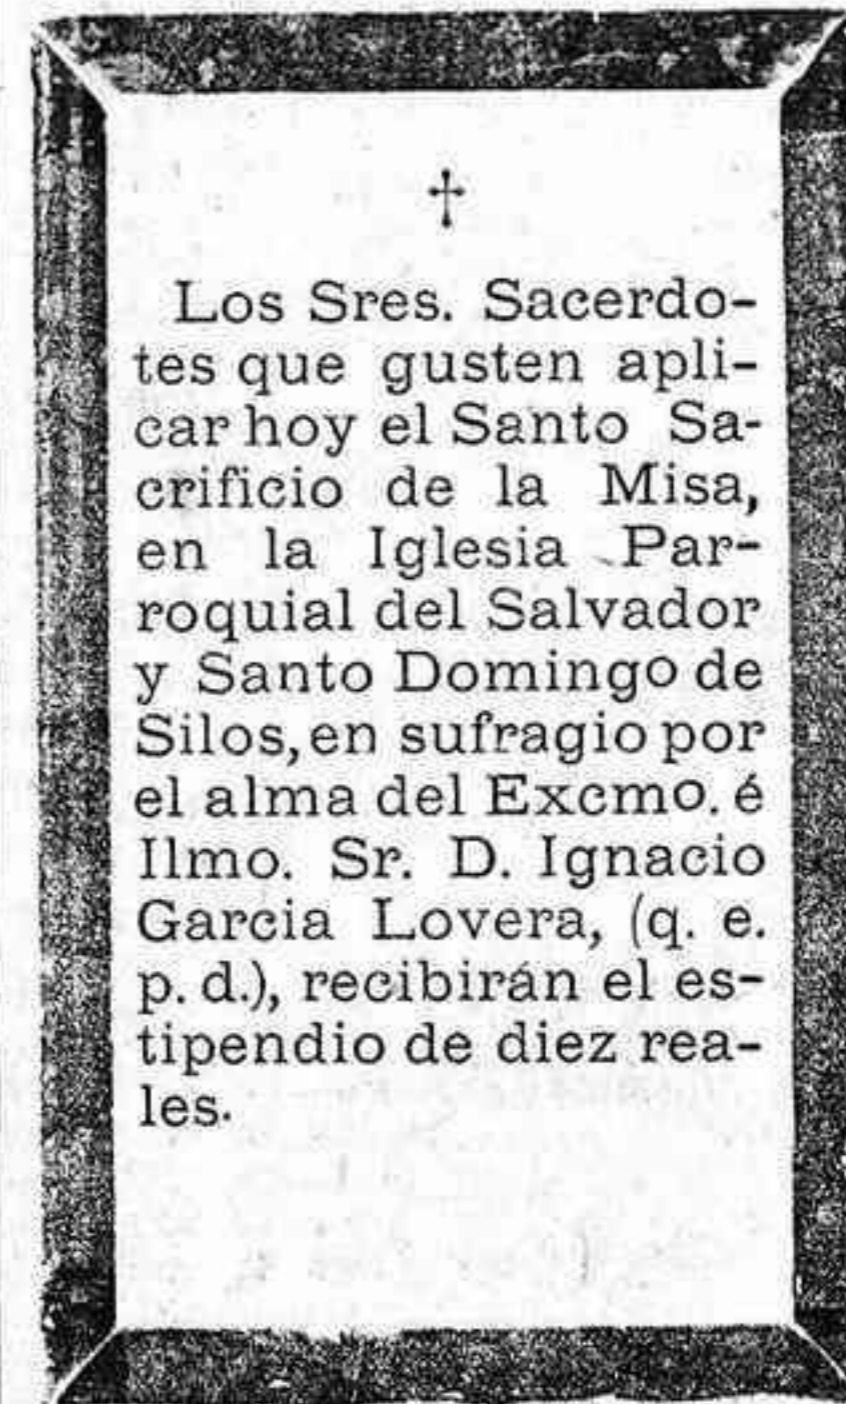 †
Los Sres. Sacerdo-
tes que gusten apli-
car hoy el Santo Sa-
crificio de la Misa,
en la Iglesia Par-
roquial del Salvador
y Santo Domingo de
Silos, en sufragio por
el alma del Excmo. é
Ilmo. Sr. D. Ignacio
Garcia Lovera, (q. e.
p. d.), recibirán el es-
tipendio de diez rea-
les.